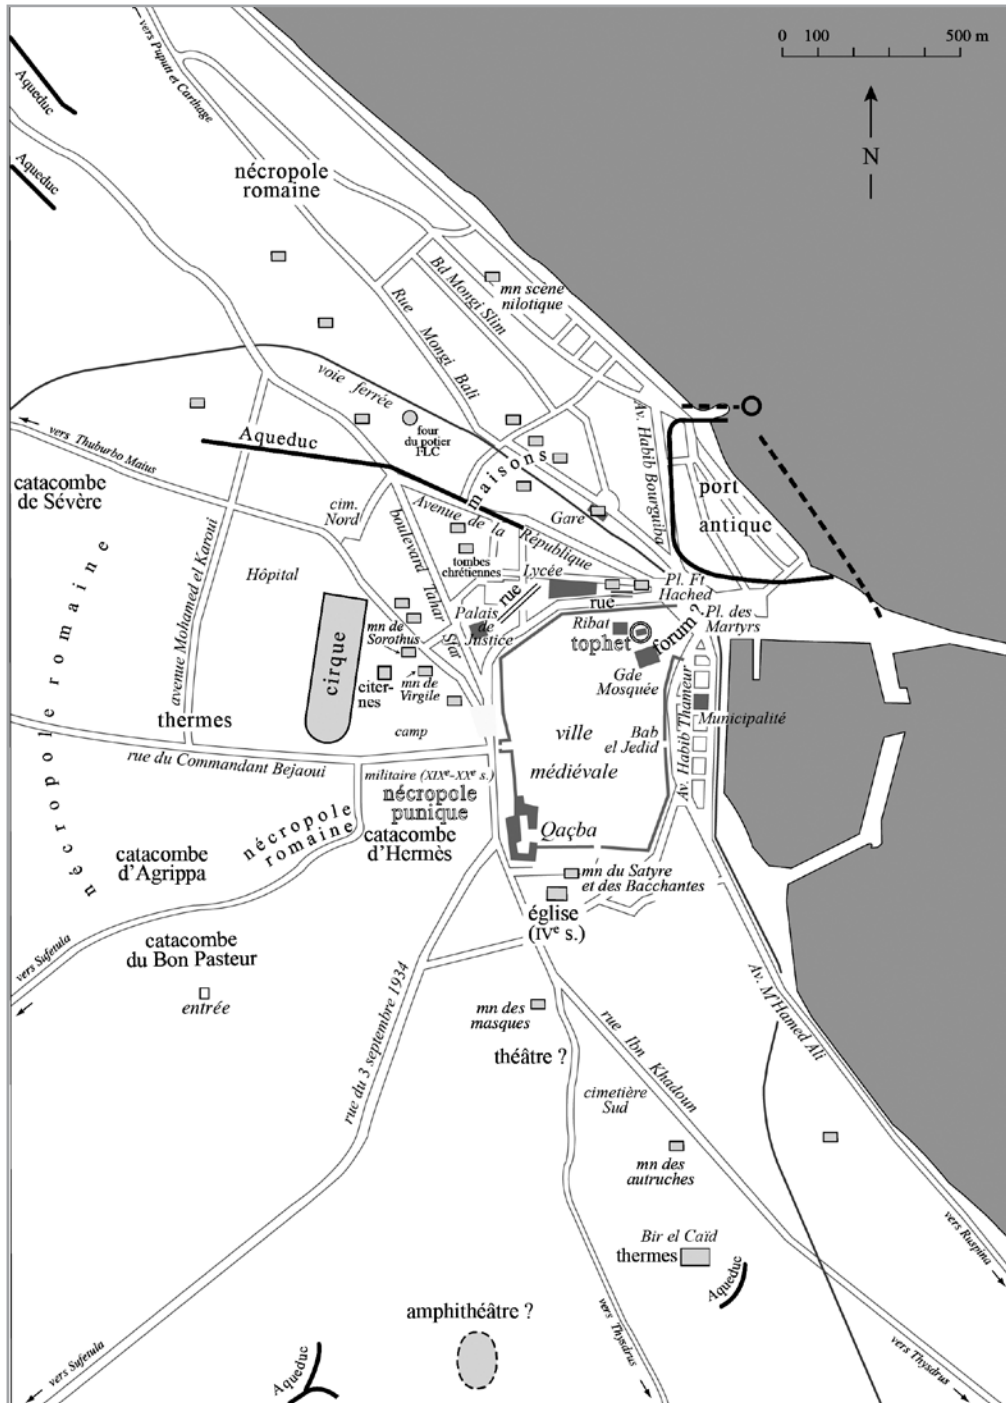 0 100 500 m
N
vers Puputt et Carthage
Aqueduc
Aqueduc
nécropole
romaine
Bd Mongi Slim
mn scène
nilotique
Rue Mongi Bali
voie ferrée
vers Thuburbo Maius
Aqueduc
four
du potier
FLC
maisons
Av. Habib Bourguiba
port
antique
catacombe
de Sévère
cim.
Nord
Avenue de la République
Gare
boulevard Tahar Sfar
tombes
chrétiennes
Lycée
rue
rue
Pl. Ft
Hached
Pl. des
Martyrs
Hôpital
avenue Mohamed el Karoui
nécropole romaine
Palais
de
Justice
Ribat
tophet
forum ?
Gde
Mosquée
mn de
Sorothus
cirque
citer-
nes
mn de
Virgile
thermes
camp
militaire (XIXe-XXe s.)
ville
médiévale
Bab
el Jedid
Av. Habib Thameur
Municipalité
rue du Commandant Bejaoui
nécropole
punique
catacombe
d'Hermès
nécropole
romaine
Qaçba
catacombe
d'Agrippa
mn du Satyre
et des Bacchantes
église
(IVe s.)
vers Sufetula
catacombe
du Bon Pasteur
entrée
rue du 3 septembre 1934
mn des
masques
théâtre ?
rue Ibn Khadoun
Av. M'Hamed Ali
cimetière
Sud
mn des
autruches
vers Ruspina
Bir el Caïd
thermes
Aqueduc
amphithéâtre ?
vers Sufetula
Aqueduc
vers Thysdrus
vers Thysdrus